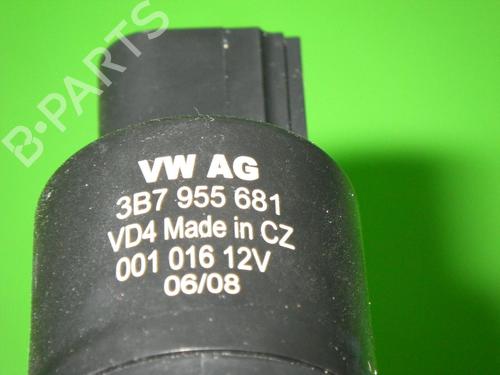 B-PARTS
VW AG
3B7 955 681
VD4 Made in CZ
001 016 12V
06/08